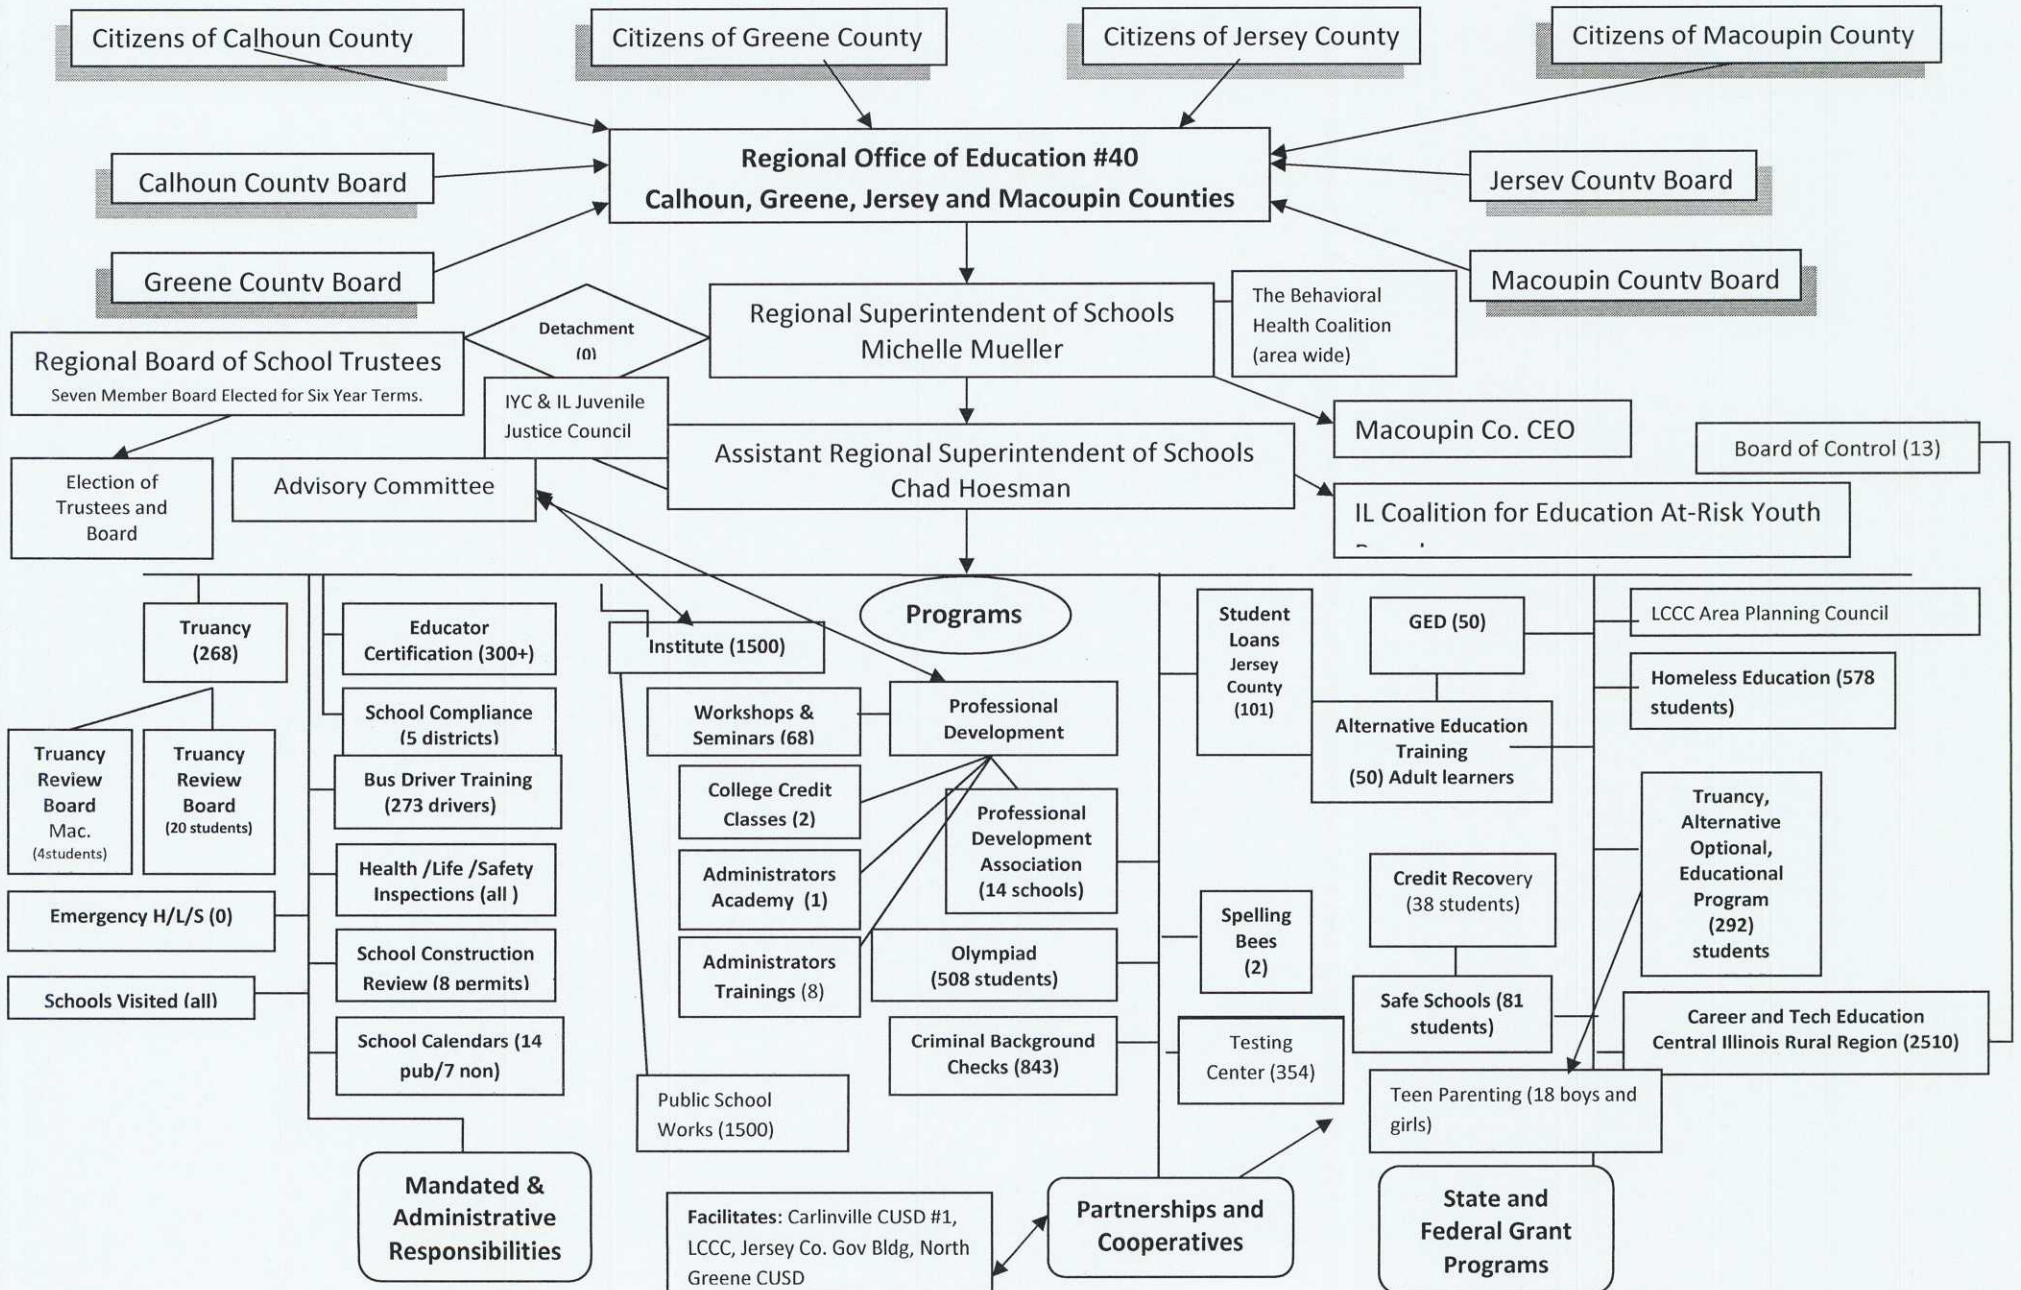 Citizens of Calhoun County
Citizens of Greene County
Citizens of Jersey County
Citizens of Macoupin County
Regional Office of Education #40
Calhoun, Greene, Jersey and Macoupin Counties
Calhoun County Board
Jersey County Board
Greene County Board
Macoupin County Board
Detachment
(0)
Regional Superintendent of Schools
Michelle Mueller
The Behavioral
Health Coalition
(area wide)
Regional Board of School Trustees
Seven Member Board Elected for Six Year Terms.
IYC & IL Juvenile
Justice Council
Macoupin Co. CEO
Board of Control (13)
Assistant Regional Superintendent of Schools
Chad Hoesman
Election of
Trustees and
Board
Advisory Committee
IL Coalition for Education At-Risk Youth
Programs
Truancy
(268)
Truancy
Review
Board
Mac.
(4students)
Truancy
Review
Board
(20 students)
Emergency H/L/S (0)
Schools Visited (all)
Educator
Certification (300+)
School Compliance
(5 districts)
Bus Driver Training
(273 drivers)
Health /Life /Safety
Inspections (all )
School Construction
Review (8 permits)
School Calendars (14
pub/7 non)
Mandated &
Administrative
Responsibilities
Institute (1500)
Workshops &
Seminars (68)
Professional
Development
College Credit
Classes (2)
Professional
Development
Association
(14 schools)
Administrators
Academy (1)
Administrators
Trainings (8)
Olympiad
(508 students)
Criminal Background
Checks (843)
Public School
Works (1500)
Facilitates: Carlinville CUSD #1,
LCCC, Jersey Co. Gov Bldg, North
Greene CUSD
Student
Loans
Jersey
County
(101)
Spelling
Bees
(2)
Testing
Center (354)
Partnerships and
Cooperatives
GED (50)
Alternative Education
Training
(50) Adult learners
Credit Recovery
(38 students)
Safe Schools (81
students)
Teen Parenting (18 boys and
girls)
State and
Federal Grant
Programs
LCCC Area Planning Council
Homeless Education (578
students)
Truancy,
Alternative
Optional,
Educational
Program
(292)
students
Career and Tech Education
Central Illinois Rural Region (2510)